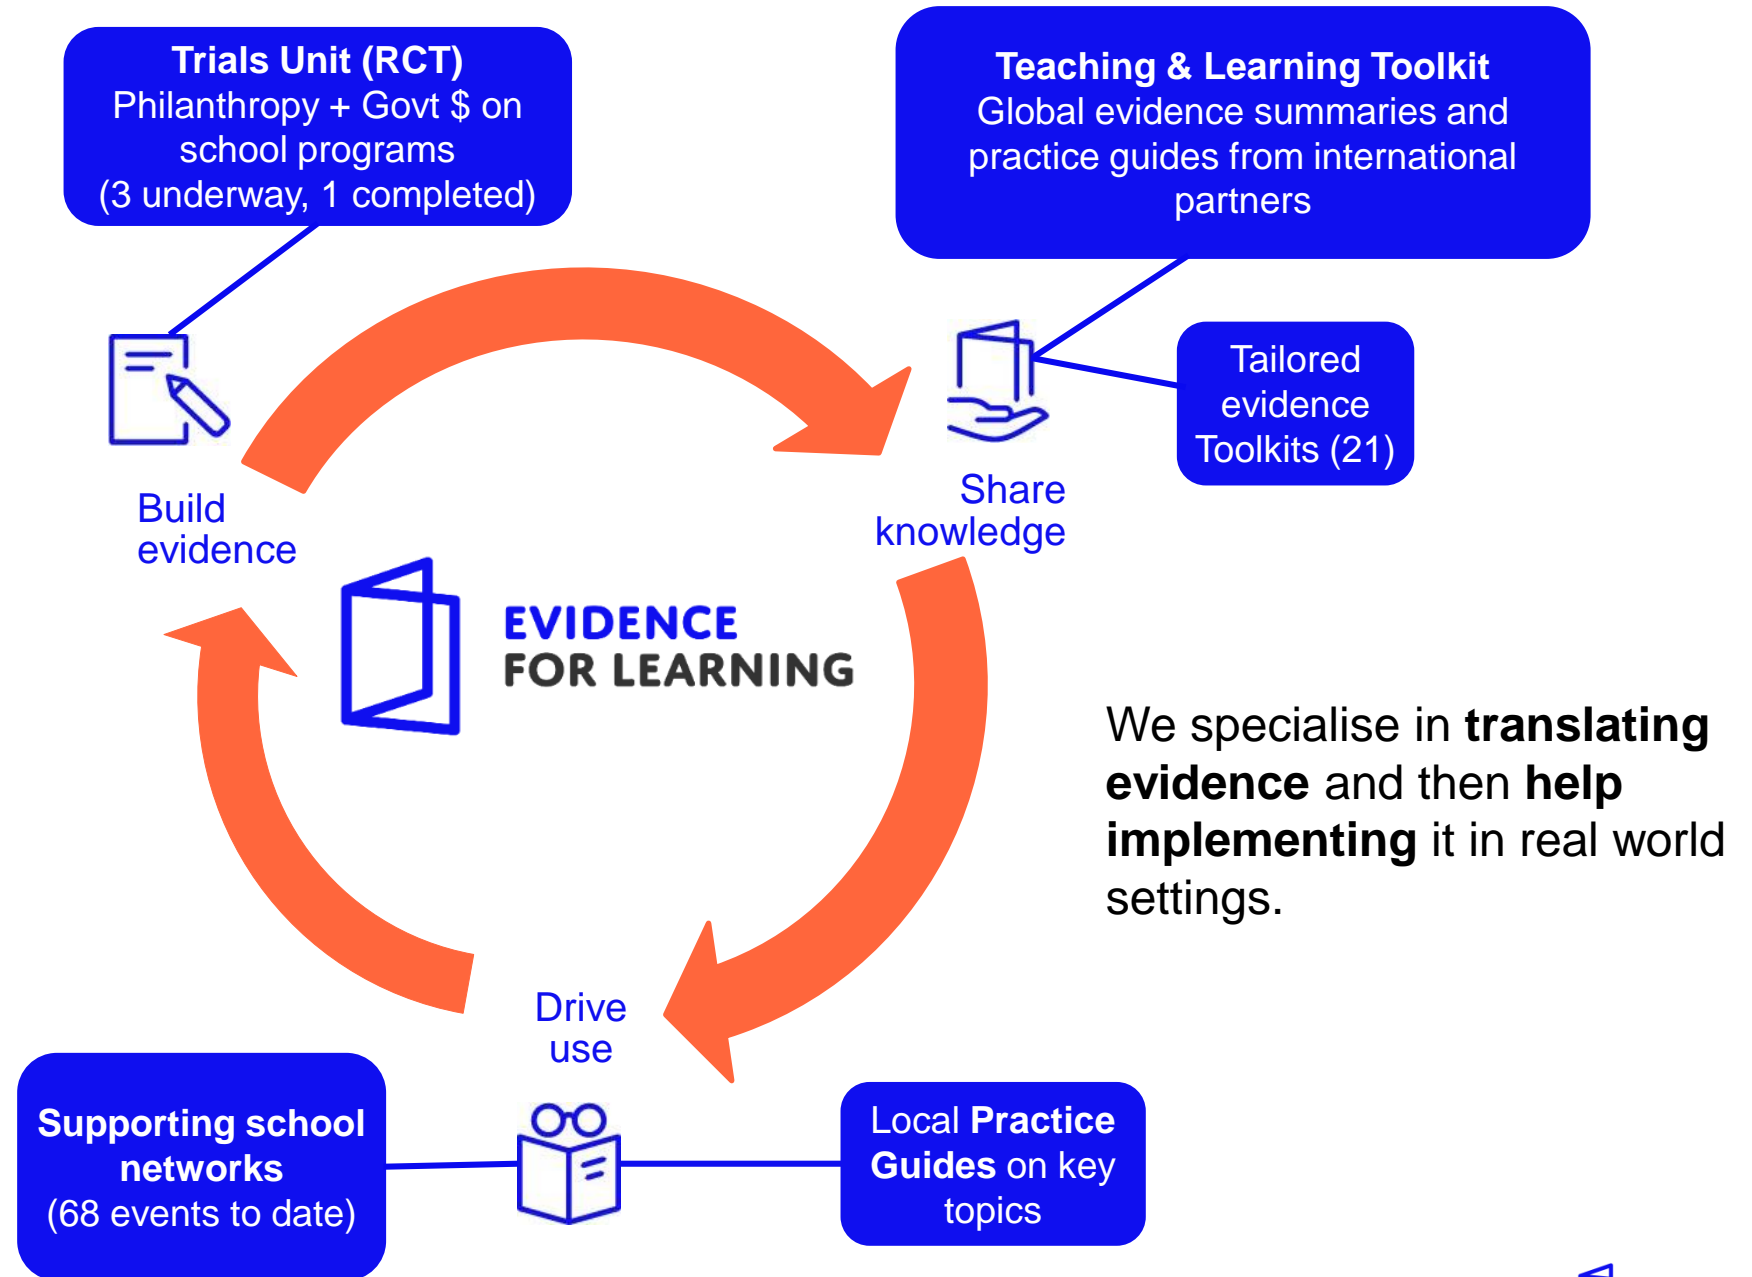 Trials Unit (RCT)
Philanthropy + Govt $ on
school programs
(3 underway, 1 completed)
Teaching & Learning Toolkit
Global evidence summaries and
practice guides from international
partners
Tailored
evidence
Toolkits (21)
Build
evidence
Share
knowledge
EVIDENCE
FOR LEARNING
We specialise in translating
evidence and then help
implementing it in real world
settings.
Drive
use
Supporting school
networks
(68 events to date)
Local Practice
Guides on key
topics